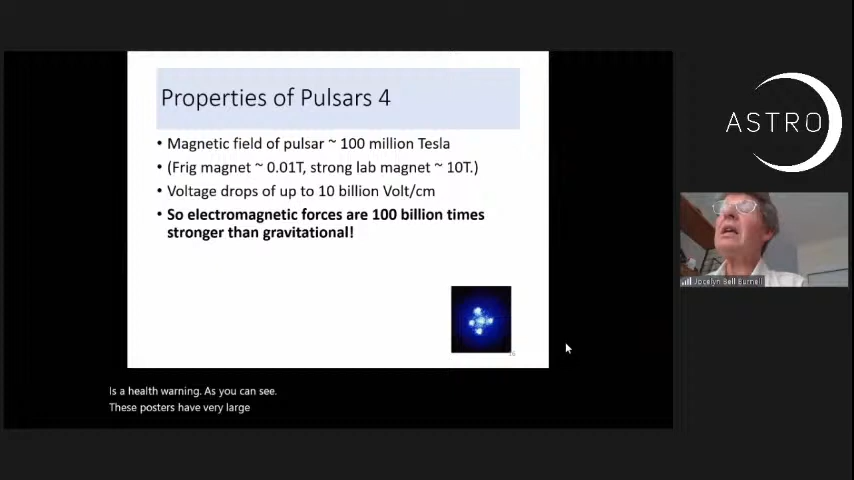 Properties of Pulsars 4
• Magnetic field of pulsar ~ 100 million Tesla
• (Frig magnet ~ 0.01T, strong lab magnet ~ 10T.)
• Voltage drops of up to 10 billion Volt/cm
• So electromagnetic forces are 100 billion times
stronger than gravitational!
16
Is a health warning. As you can see.
These posters have very large
ASTRO
Jocelyn Bell Burnell